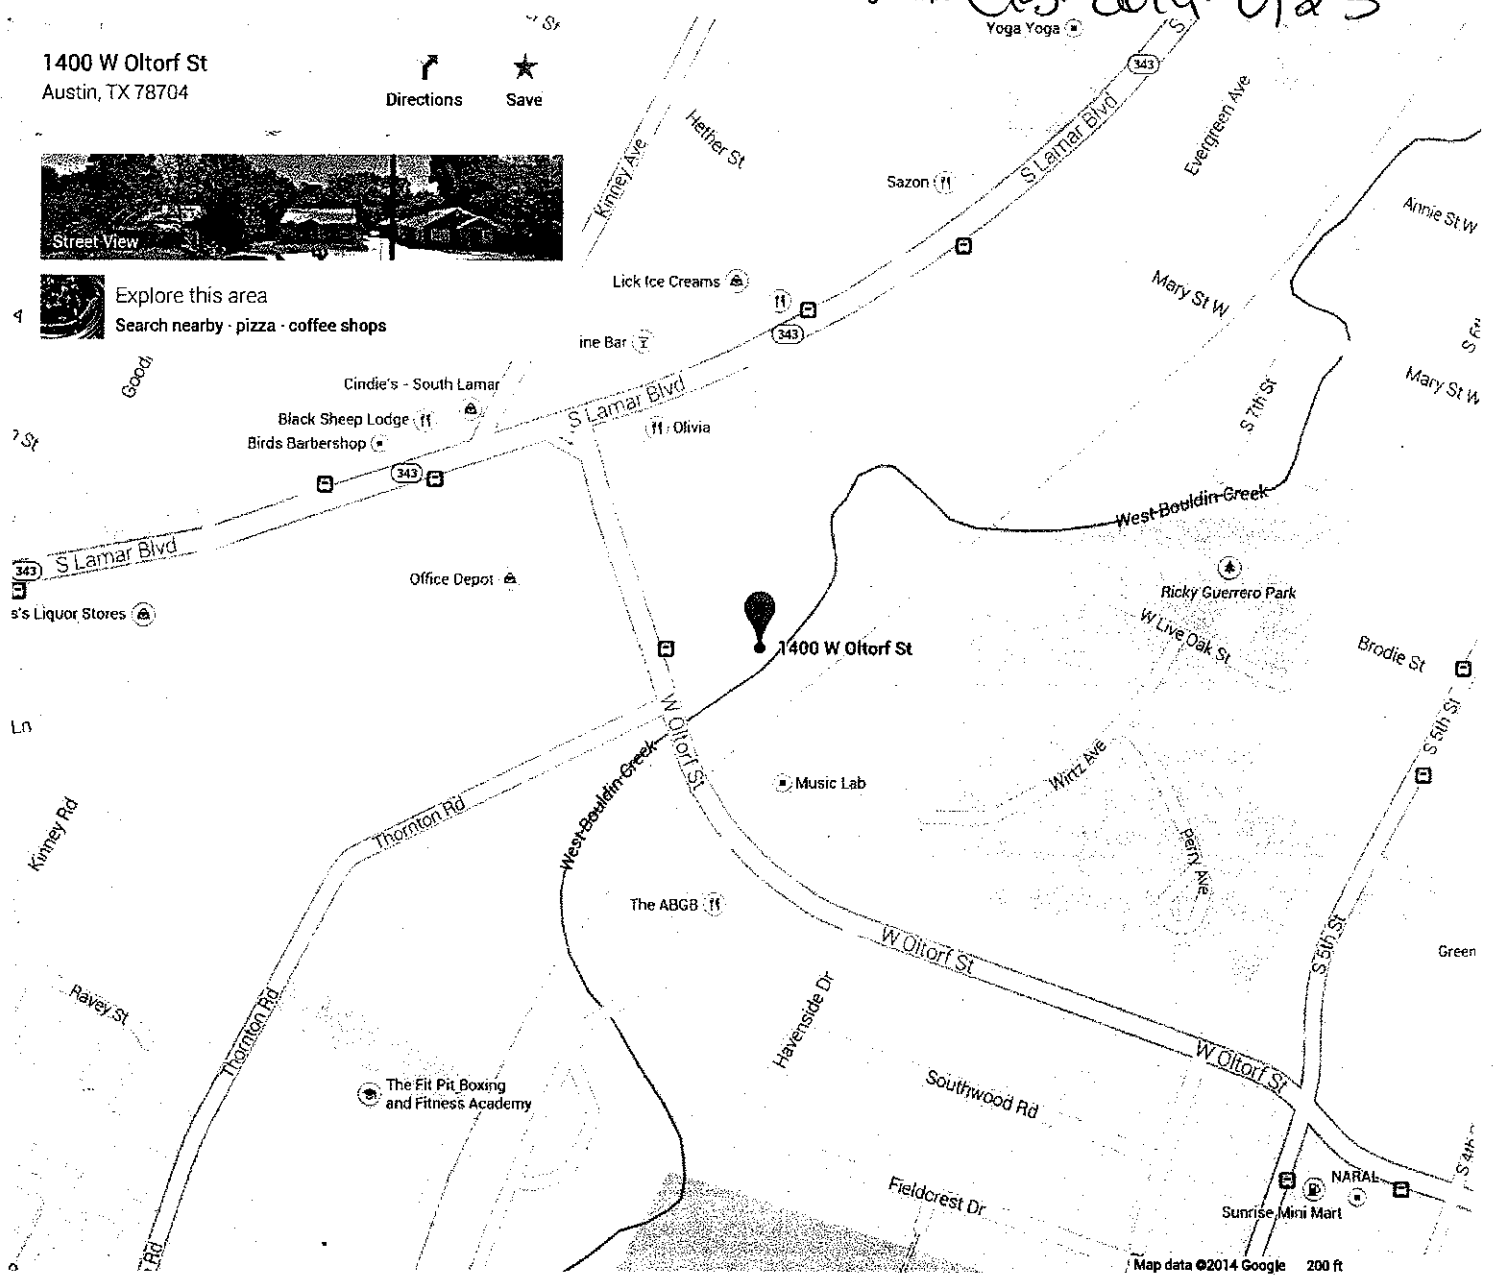 Yoga Yoga
343
1400 W Oltorf St
Austin, TX 78704
Directions
Save
Hether St
Kinney Ave
S Lamar Blvd
Evergreen Ave
Sazon
Annie St W
Street View
Lick Ice Creams
Mary St W
Explore this area
Search nearby · pizza · coffee shops
343
ine Bar
Mary St W
Cindie's - South Lamar
S Lamar Blvd
S 7th St
Black Sheep Lodge
Olivia
Birds Barbershop
343
West Bouldin Creek
S Lamar Blvd
343
Office Depot
Ricky Guerrero Park
s's Liquor Stores
W Live Oak St
1400 W Oltorf St
Brodie St
Ln
W Oltorf St
S 5th St
West Bouldin Creek
Wirtz Ave
Music Lab
Thornton Rd
Kinney Rd
Perry Ave
The ABGB
W Oltorf St
S 5th St
Green
Ravey St
Thornton Rd
Havenside Dr
W Oltorf St
The Fit Pit Boxing
and Fitness Academy
Southwood Rd
S 4th
NARAL
Fieldcrest Dr
Sunrise Mini Mart
Rd
Map data ©2014 Google
200 ft